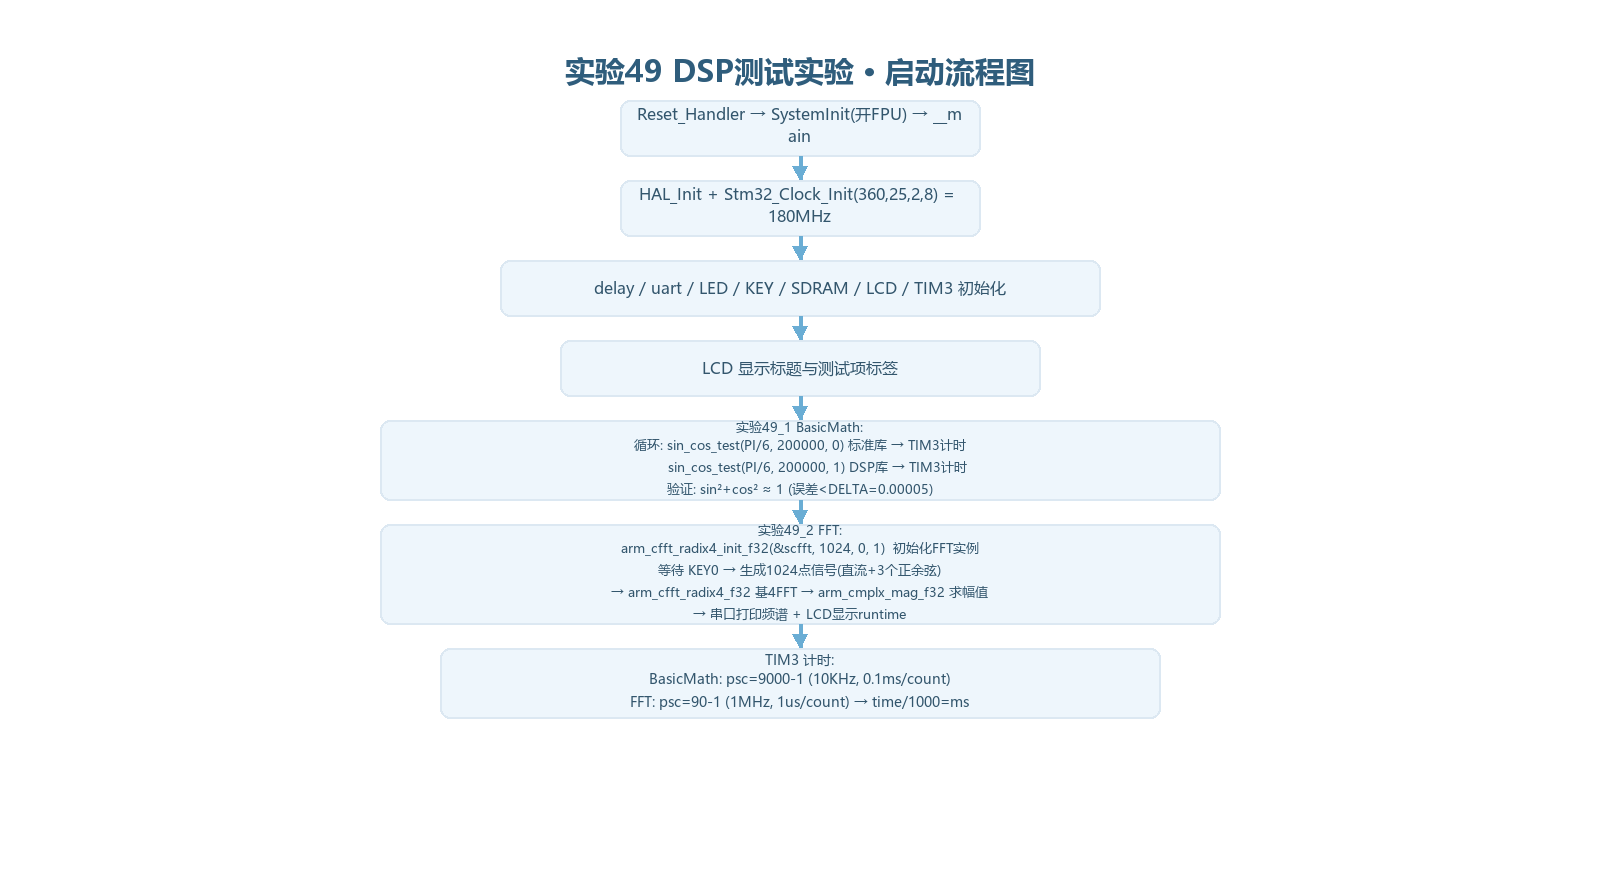 实验49 DSP测试实验 • 启动流程图
Reset_Handler → SystemInit(开FPU) → __m
ain
HAL_Init + Stm32_Clock_Init(360,25,2,8) =
180MHz
delay / uart / LED / KEY / SDRAM / LCD / TIM3 初始化
LCD 显示标题与测试项标签
实验49_1 BasicMath:
循环: sin_cos_test(PI/6, 200000, 0) 标准库 → TIM3计时
sin_cos_test(PI/6, 200000, 1) DSP库 → TIM3计时
验证: sin²+cos² ≈ 1 (误差<DELTA=0.00005)
实验49_2 FFT:
arm_cfft_radix4_init_f32(&scfft, 1024, 0, 1)  初始化FFT实例
等待 KEY0 → 生成1024点信号(直流+3个正余弦)
→ arm_cfft_radix4_f32 基4FFT → arm_cmplx_mag_f32 求幅值
→ 串口打印频谱 + LCD显示runtime
TIM3 计时:
BasicMath: psc=9000-1 (10KHz, 0.1ms/count)
FFT: psc=90-1 (1MHz, 1us/count) → time/1000=ms